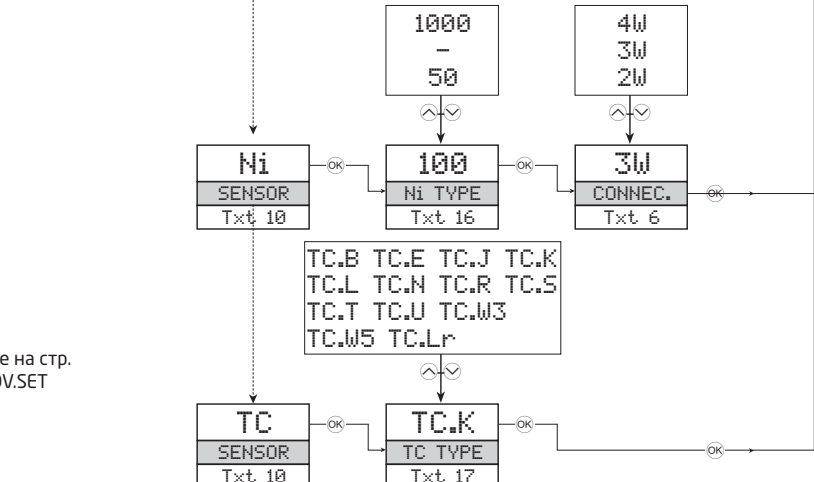 1000
–
50
4W
3W
2W
Ni
SENSOR
Txt 10
OK
100
Ni TYPE
Txt 16
OK
3W
CONNEC.
Txt 6
OK
TC.B TC.E TC.J TC.K
TC.L TC.N TC.R TC.S
TC.T TC.U TC.W3
TC.W5 TC.Lr
е на стр.
DV.SET
TC
SENSOR
Txt 10
OK
TC.K
TC TYPE
Txt 17
OK
OK